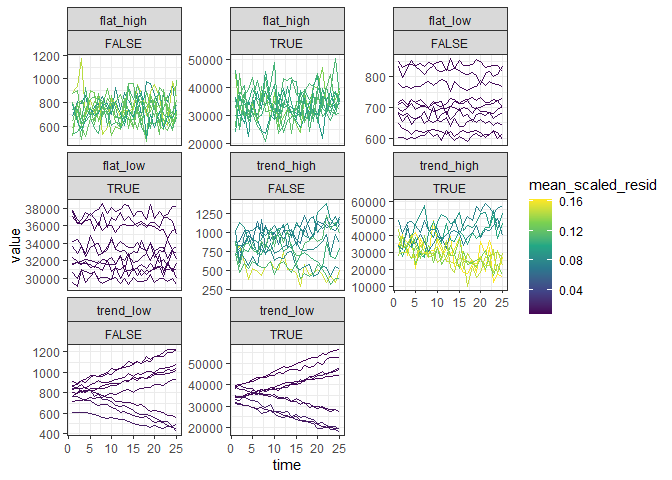 flat_high
FALSE
1200
1000
800
600
flat_high
TRUE
50000
40000
30000
20000
flat_low
FALSE
800
700
600
flat_low
TRUE
38000
36000
34000
32000
30000
trend_high
FALSE
1250
1000
750
500
250
trend_high
TRUE
60000
50000
40000
30000
20000
10000
0 5 10 15 20 25
trend_low
FALSE
1200
1000
800
600
400
0 5 10 15 20 25
trend_low
TRUE
50000
40000
30000
20000
0 5 10 15 20 25
value
time
mean_scaled_resid
0.16
0.12
0.08
0.04